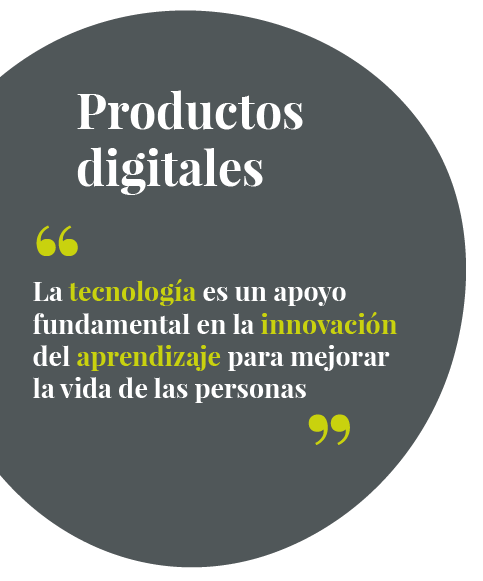 Productos
digitales
“
La tecnología es un apoyo
fundamental en la innovación
del aprendizaje para mejorar
la vida de las personas
”